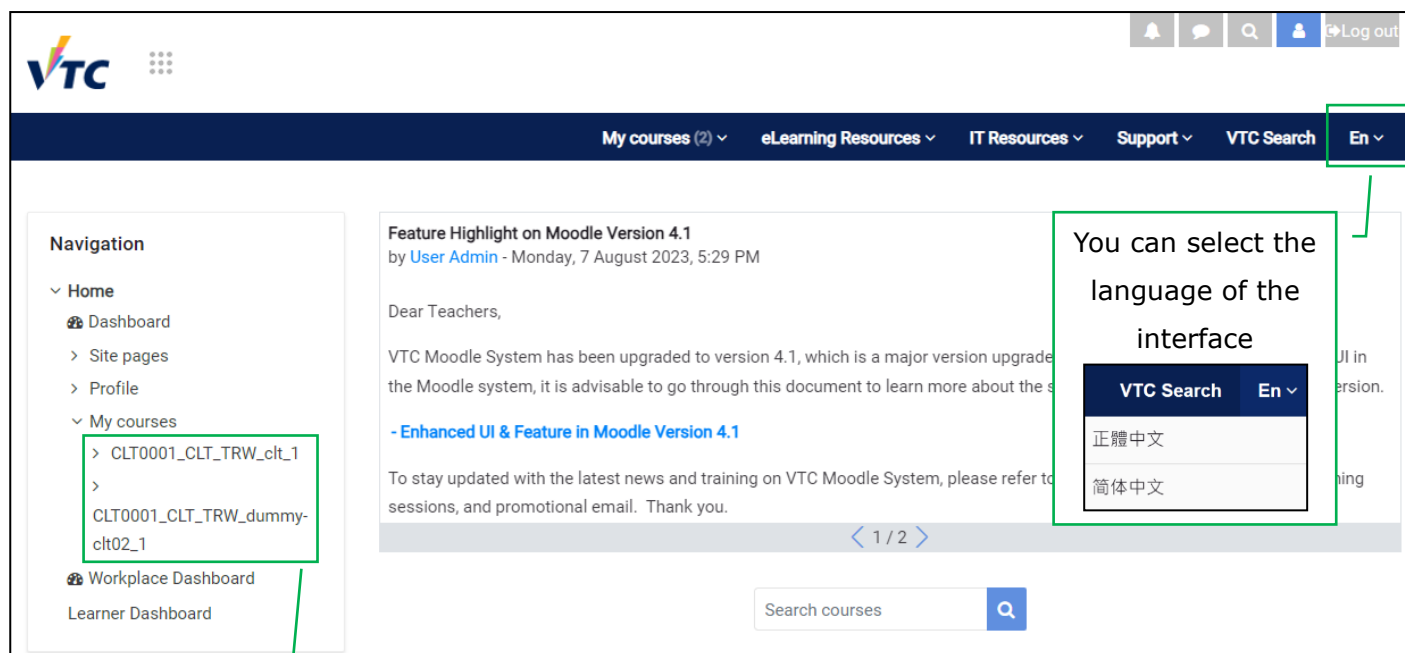 VTC
Log out
My courses (2)
eLearning Resources
IT Resources
Support
VTC Search
En
Navigation
Home
Dashboard
Site pages
Profile
My courses
CLT0001_CLT_TRW_clt_1
CLT0001_CLT_TRW_dummy-
clt02_1
Workplace Dashboard
Learner Dashboard
Feature Highlight on Moodle Version 4.1
by User Admin - Monday, 7 August 2023, 5:29 PM
Dear Teachers,
VTC Moodle System has been upgraded to version 4.1, which is a major version upgrade UI in
the Moodle system, it is advisable to go through this document to learn more about the
- Enhanced UI & Feature in Moodle Version 4.1
To stay updated with the latest news and training on VTC Moodle System, please refer to
sessions, and promotional email. Thank you.
1 / 2
Search courses
You can select the
language of the
interface
VTC Search En
正體中文
简体中文